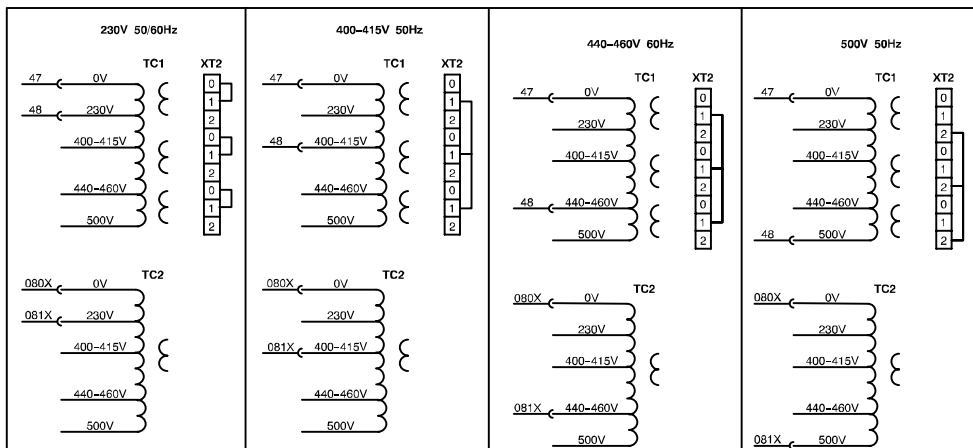 230V 50/60Hz
TC1 XT2
47 0V
48 230V
400-415V
440-460V
500V
0
1
2
0
1
2
0
1
2
TC2
080X 0V
081X 230V
400-415V
440-460V
500V
400-415V 50Hz
TC1 XT2
47 0V
230V
48 400-415V
440-460V
500V
0
1
2
0
1
2
0
1
2
TC2
080X 0V
230V
081X 400-415V
440-460V
500V
440-460V 60Hz
TC1 XT2
47 0V
230V
400-415V
48 440-460V
500V
0
1
2
0
1
2
0
1
2
TC2
080X 0V
230V
400-415V
081X 440-460V
500V
500V 50Hz
TC1 XT2
47 0V
230V
400-415V
440-460V
48 500V
0
1
2
0
1
2
0
1
2
TC2
080X 0V
230V
400-415V
440-460V
081X 500V